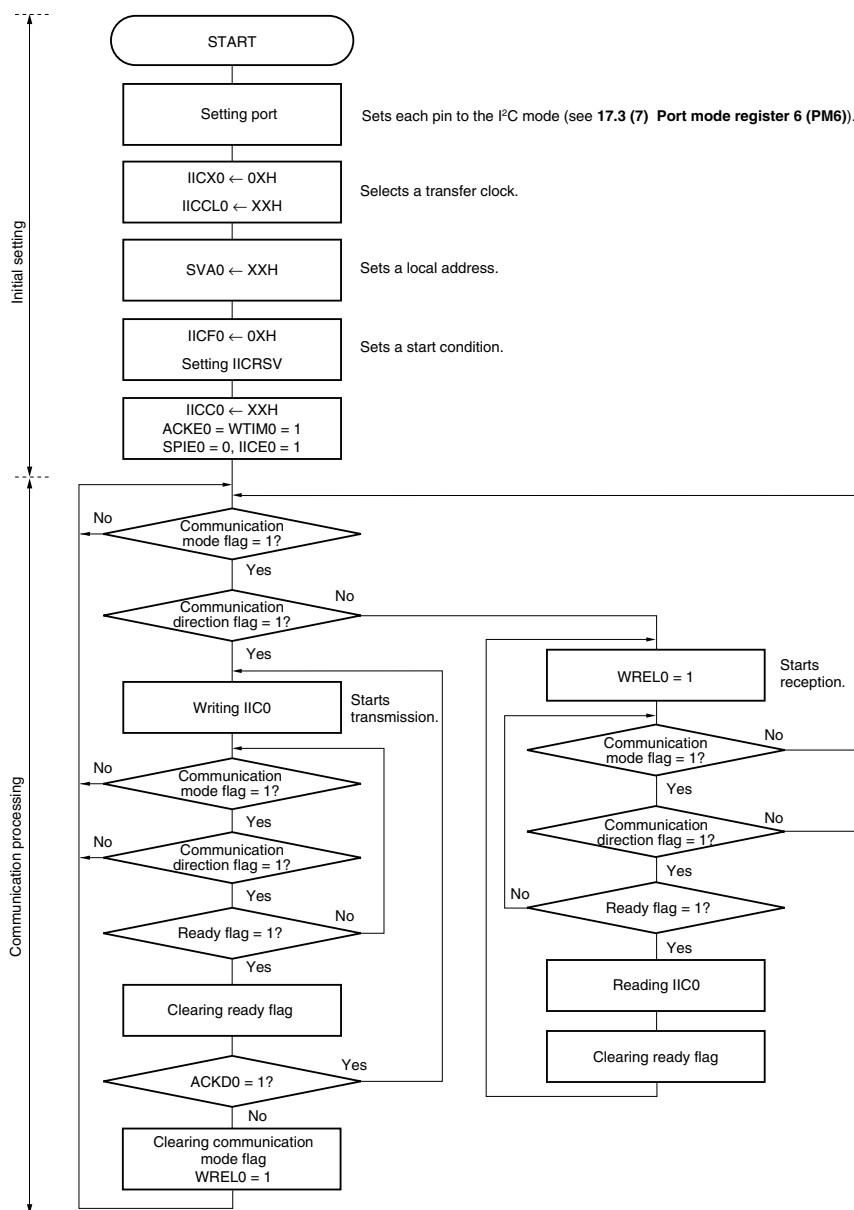 START
Setting port
Sets each pin to the I²C mode (see 17.3 (7) Port mode register 6 (PM6)).
IICX0 ← 0XH
IICCL0 ← XXH
Selects a transfer clock.
Initial setting
SVA0 ← XXH
Sets a local address.
IICF0 ← 0XH
Setting IICRSV
Sets a start condition.
IICC0 ← XXH
ACKE0 = WTIM0 = 1
SPIE0 = 0, IICE0 = 1
Communication processing
No
Communication
mode flag = 1?
Yes
Communication
direction flag = 1?
No
Yes
Writing IIC0
Starts
transmission.
No
Communication
mode flag = 1?
Yes
No
Communication
direction flag = 1?
Yes
Ready flag = 1?
No
Yes
Clearing ready flag
ACKD0 = 1?
Yes
No
Clearing communication
mode flag
WREL0 = 1
WREL0 = 1
Starts
reception.
Communication
mode flag = 1?
No
Yes
Communication
direction flag = 1?
No
Yes
No
Ready flag = 1?
Yes
Reading IIC0
Clearing ready flag